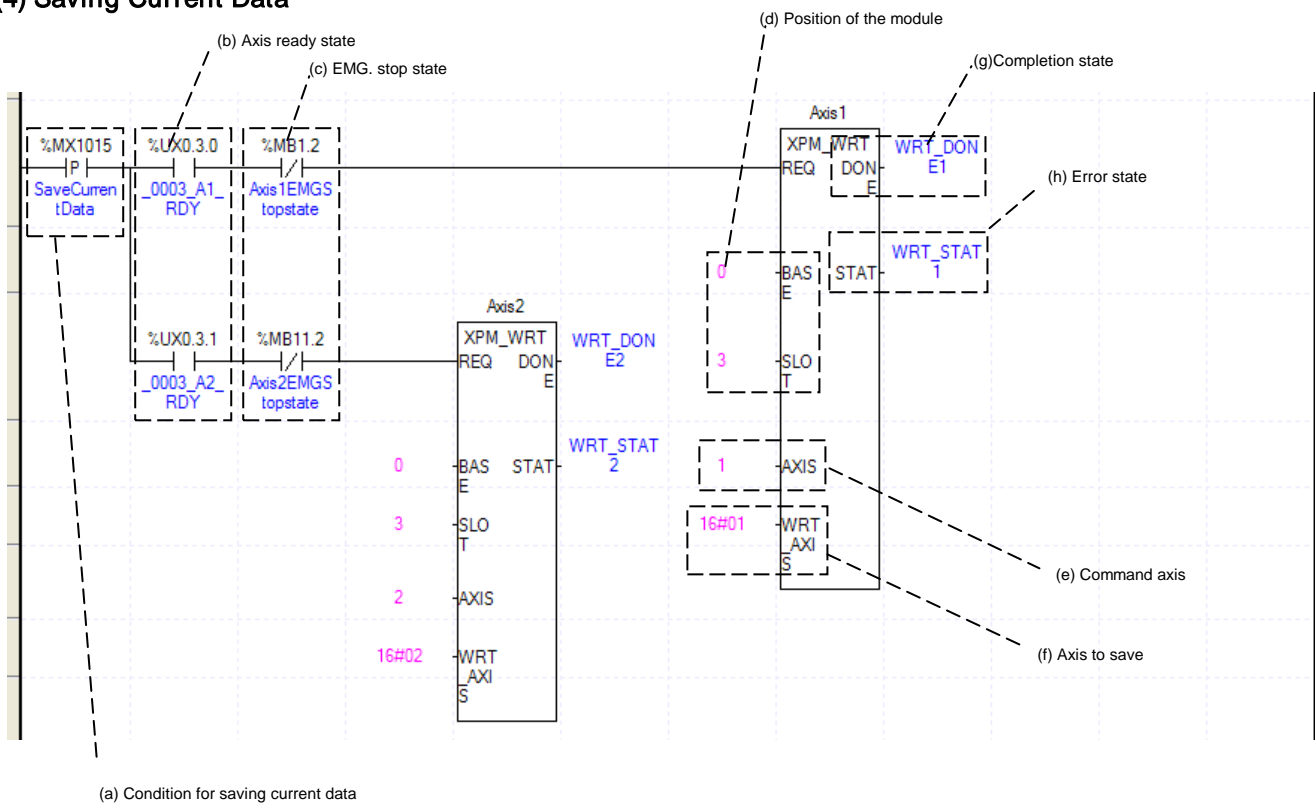 (4) Saving Current Data
(d) Position of the module
(b) Axis ready state
(g)Completion state
(c) EMG. stop state
Axis1
%MX1015
%UX0.3.0
%MB1.2
XPM_WRT
WRT_DON
E1
P
REQ
DON
E
SaveCurren
tData
_0003_A1_
RDY
Axis1EMGS
topstate
(h) Error state
WRT_STAT
1
0
BAS
E
STAT
Axis2
%UX0.3.1
%MB11.2
XPM_WRT
WRT_DON
E2
REQ
DON
E
3
SLO
T
_0003_A2_
RDY
Axis2EMGS
topstate
WRT_STAT
2
0
BAS
E
STAT
1
AXIS
3
SLO
T
16#01
WRT
_AXI
S
(e) Command axis
2
AXIS
(f) Axis to save
16#02
WRT
_AXI
S
(a) Condition for saving current data